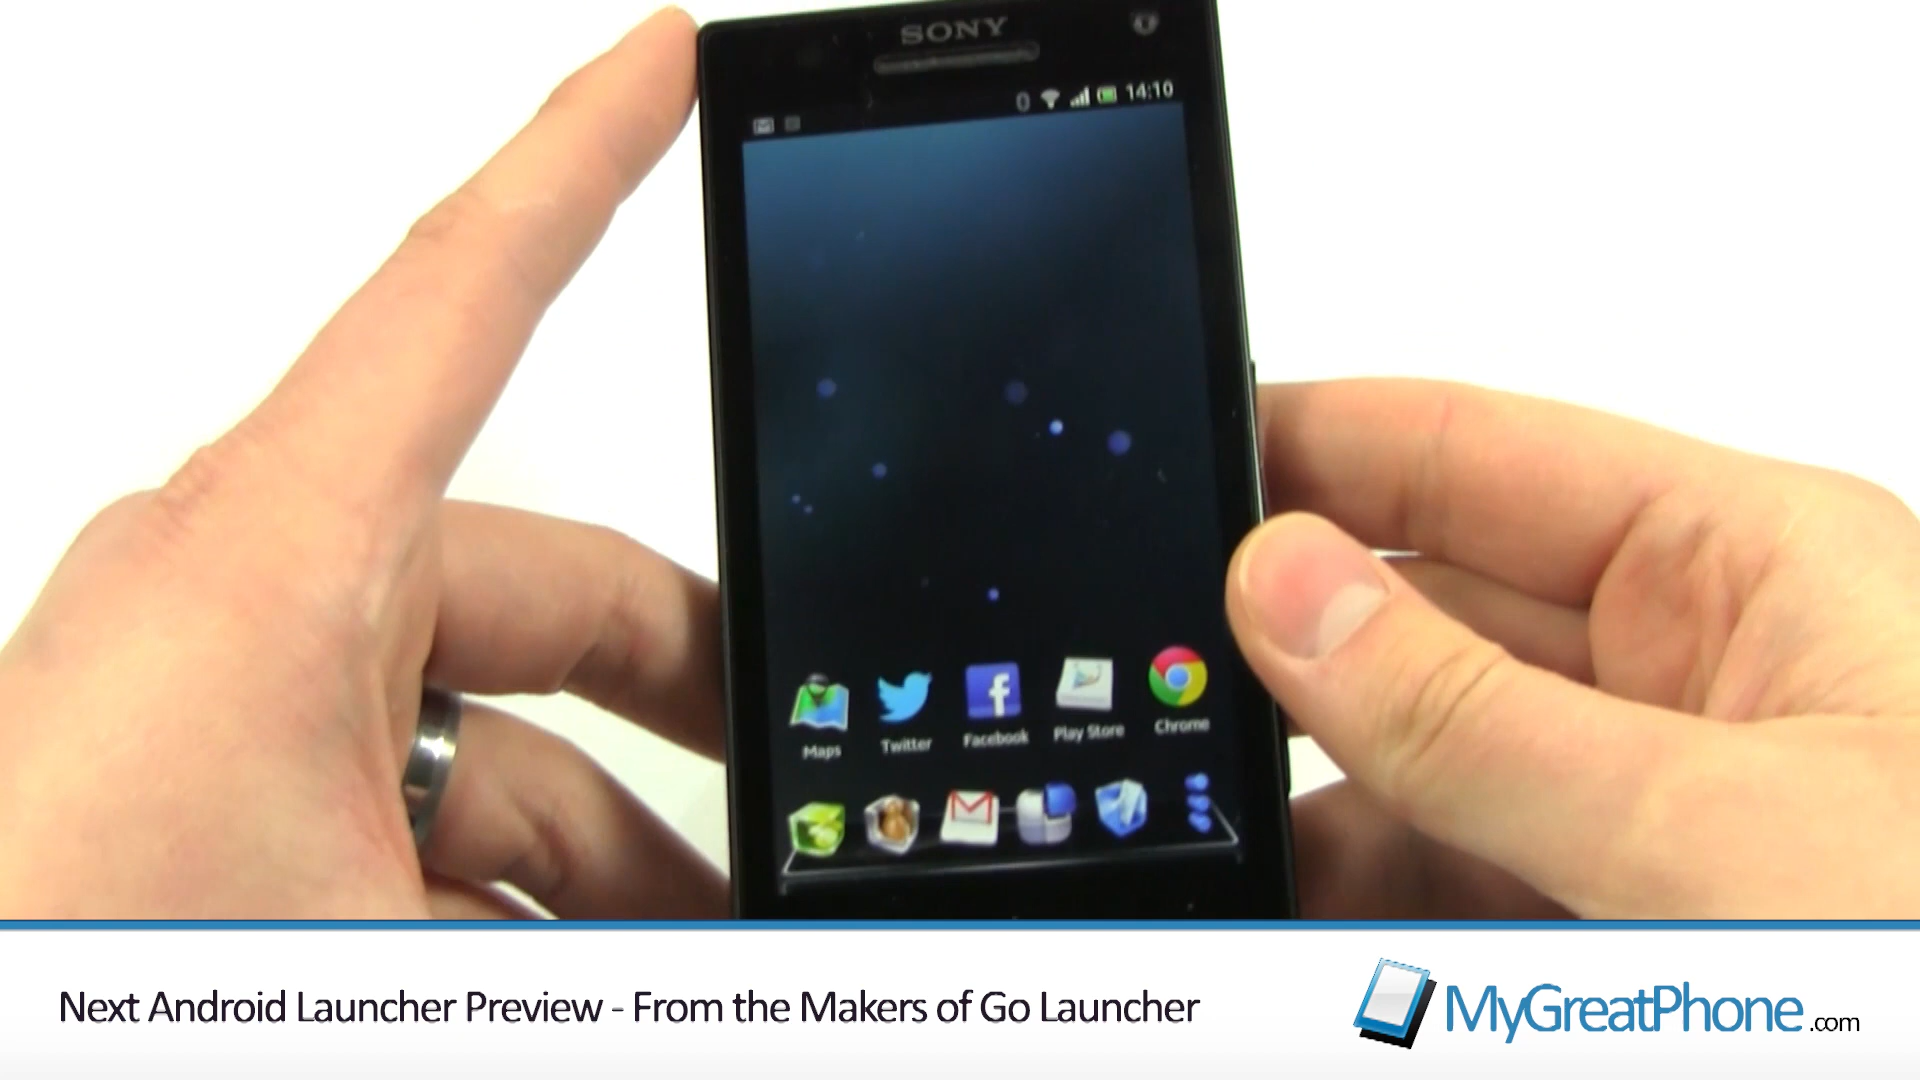 SONY
14:10
Maps Twitter Facebook Play Store Chrome
Next Android Launcher Preview - From the Makers of Go Launcher
MyGreatPhone.com